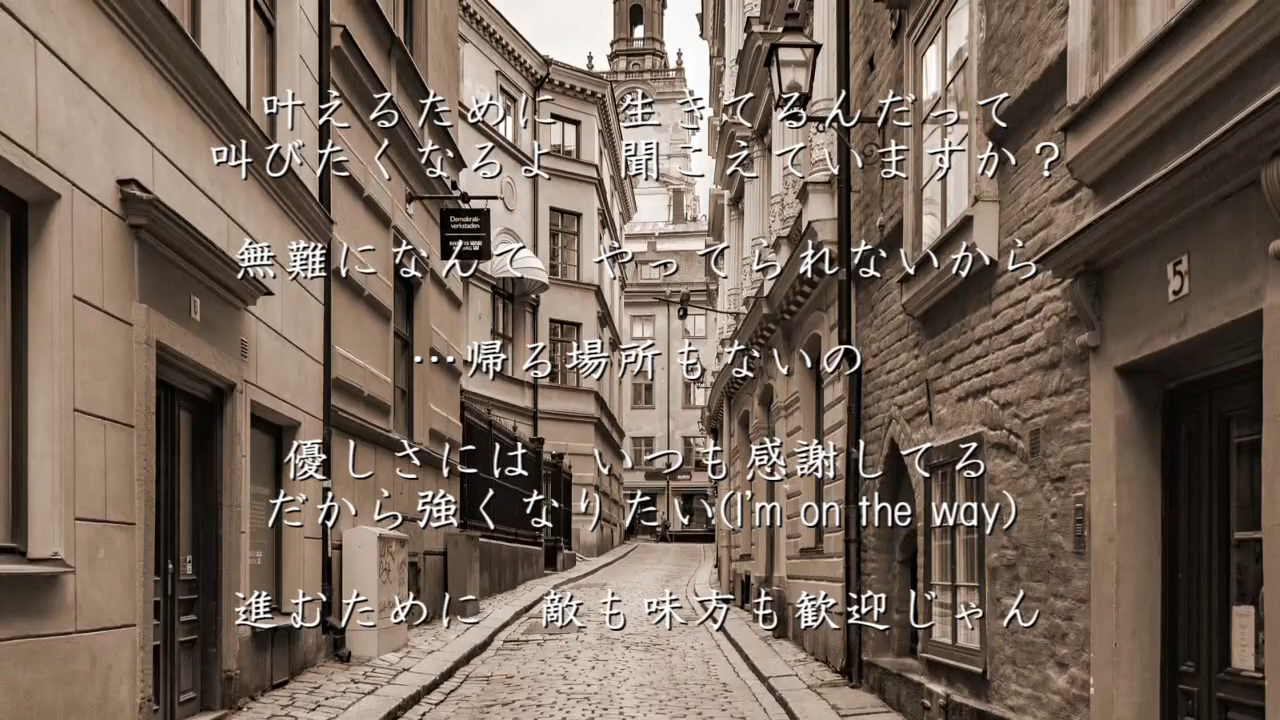 叶えるために　生きてるんだって
叫びたくなるよ　聞こえていますか？
Demokrati-
verkstaden
無難になんて　やってられないから
5
…帰る場所もないの
優しさには　いつも感謝してる
だから強くなりたい(I'm on the way)
進むために　敵も味方も歓迎じゃん